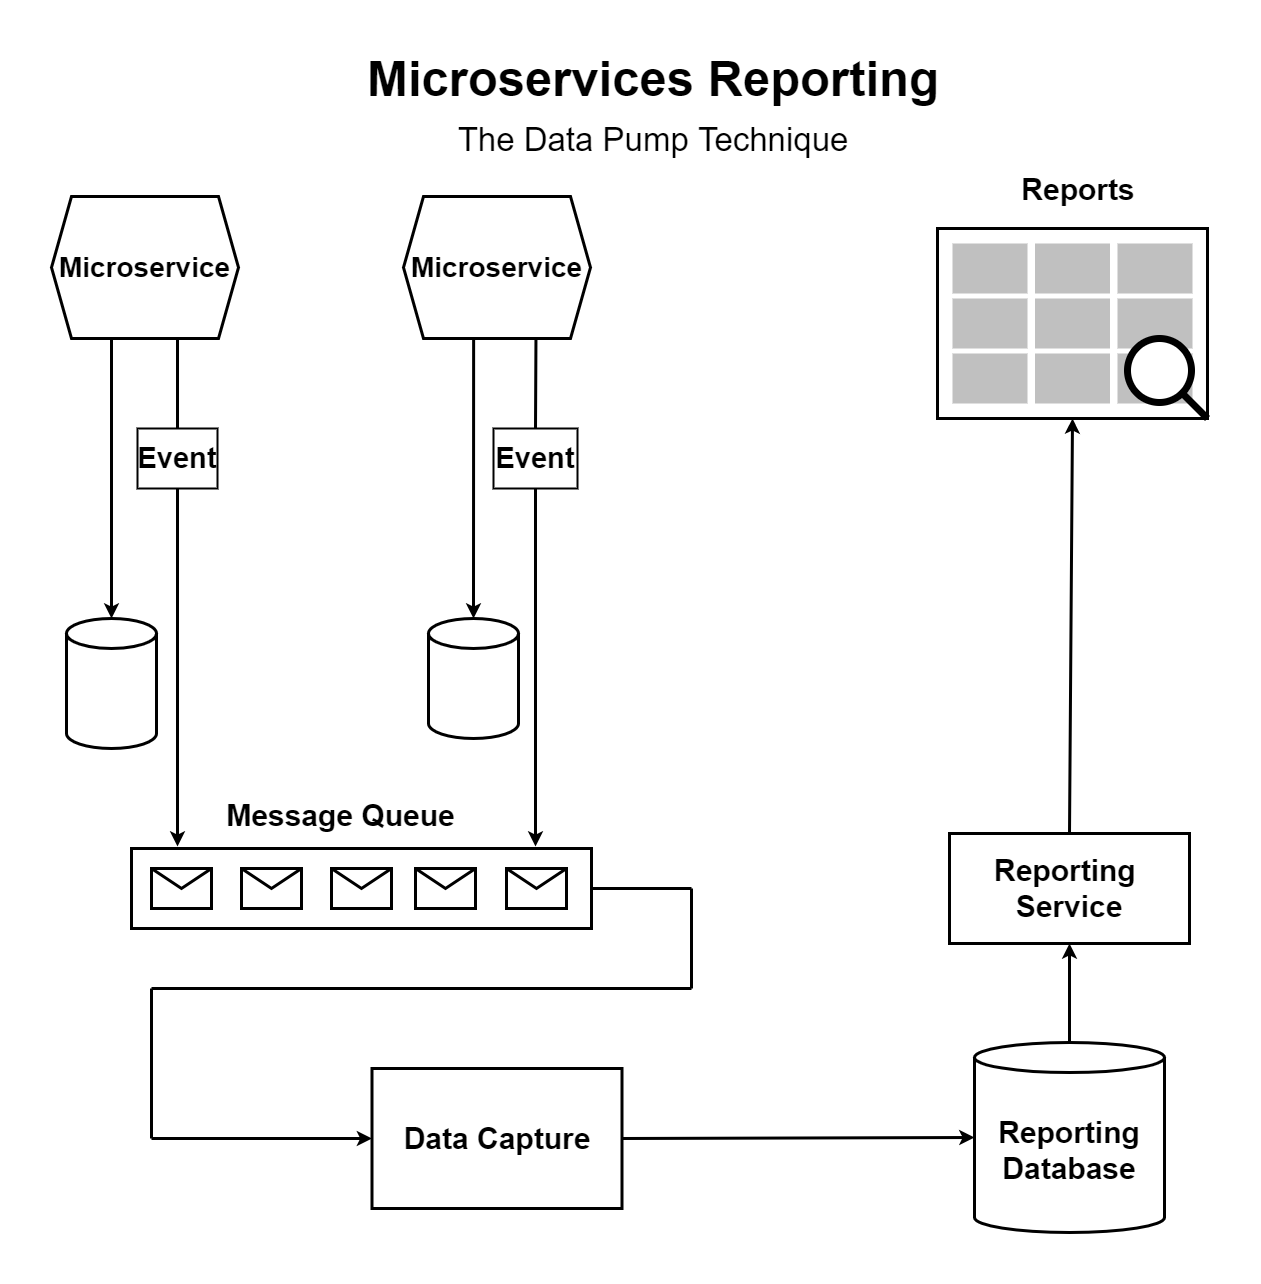 Microservices Reporting
The Data Pump Technique
Reports
Microservice
Microservice
Event
Event
Message Queue
Reporting
Service
Data Capture
Reporting
Database